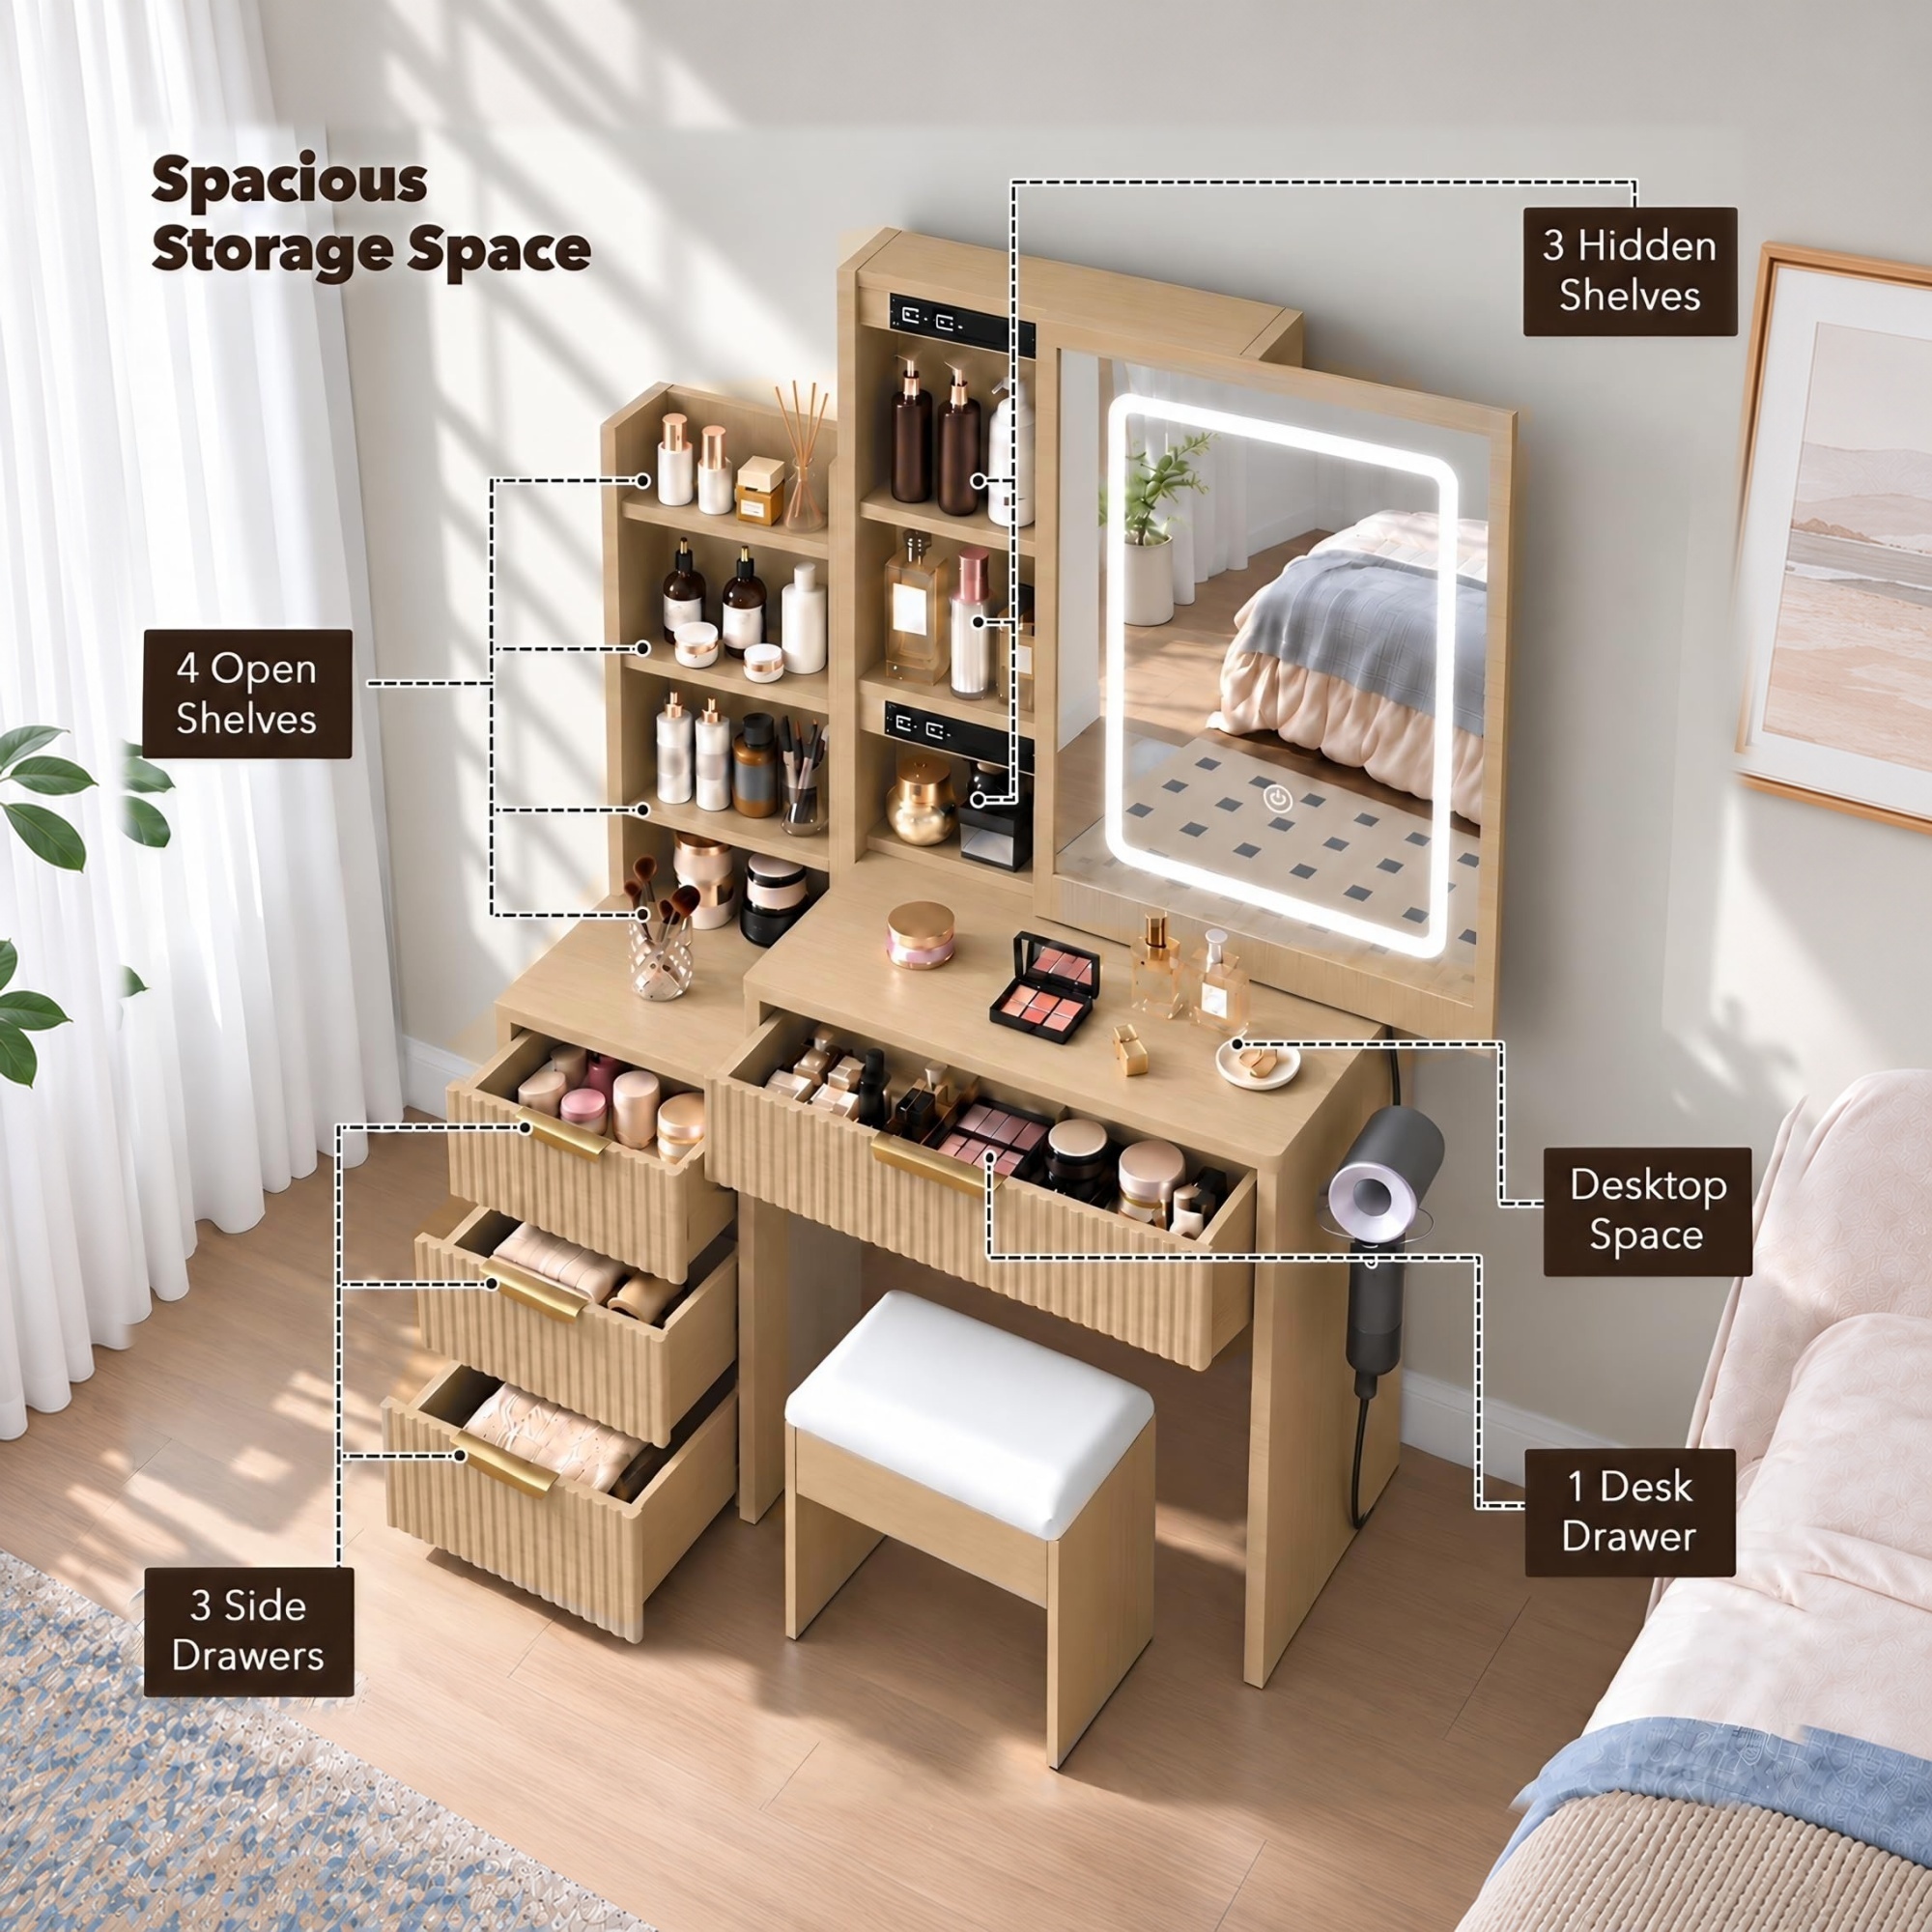 Spacious
Storage Space
3 Hidden
Shelves
4 Open
Shelves
Desktop
Space
1 Desk
Drawer
3 Side
Drawers